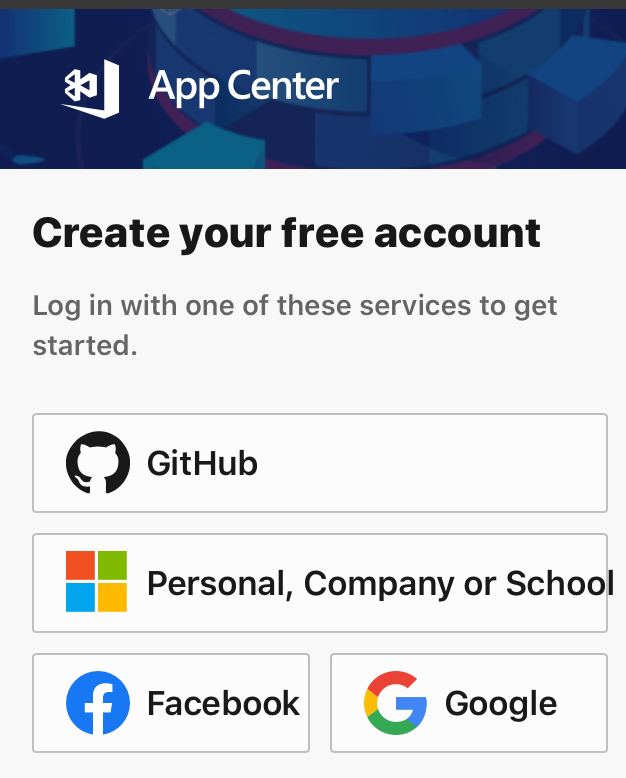 App Center
Create your free account
Log in with one of these services to get
started.
GitHub
Personal, Company or School
Facebook
Google